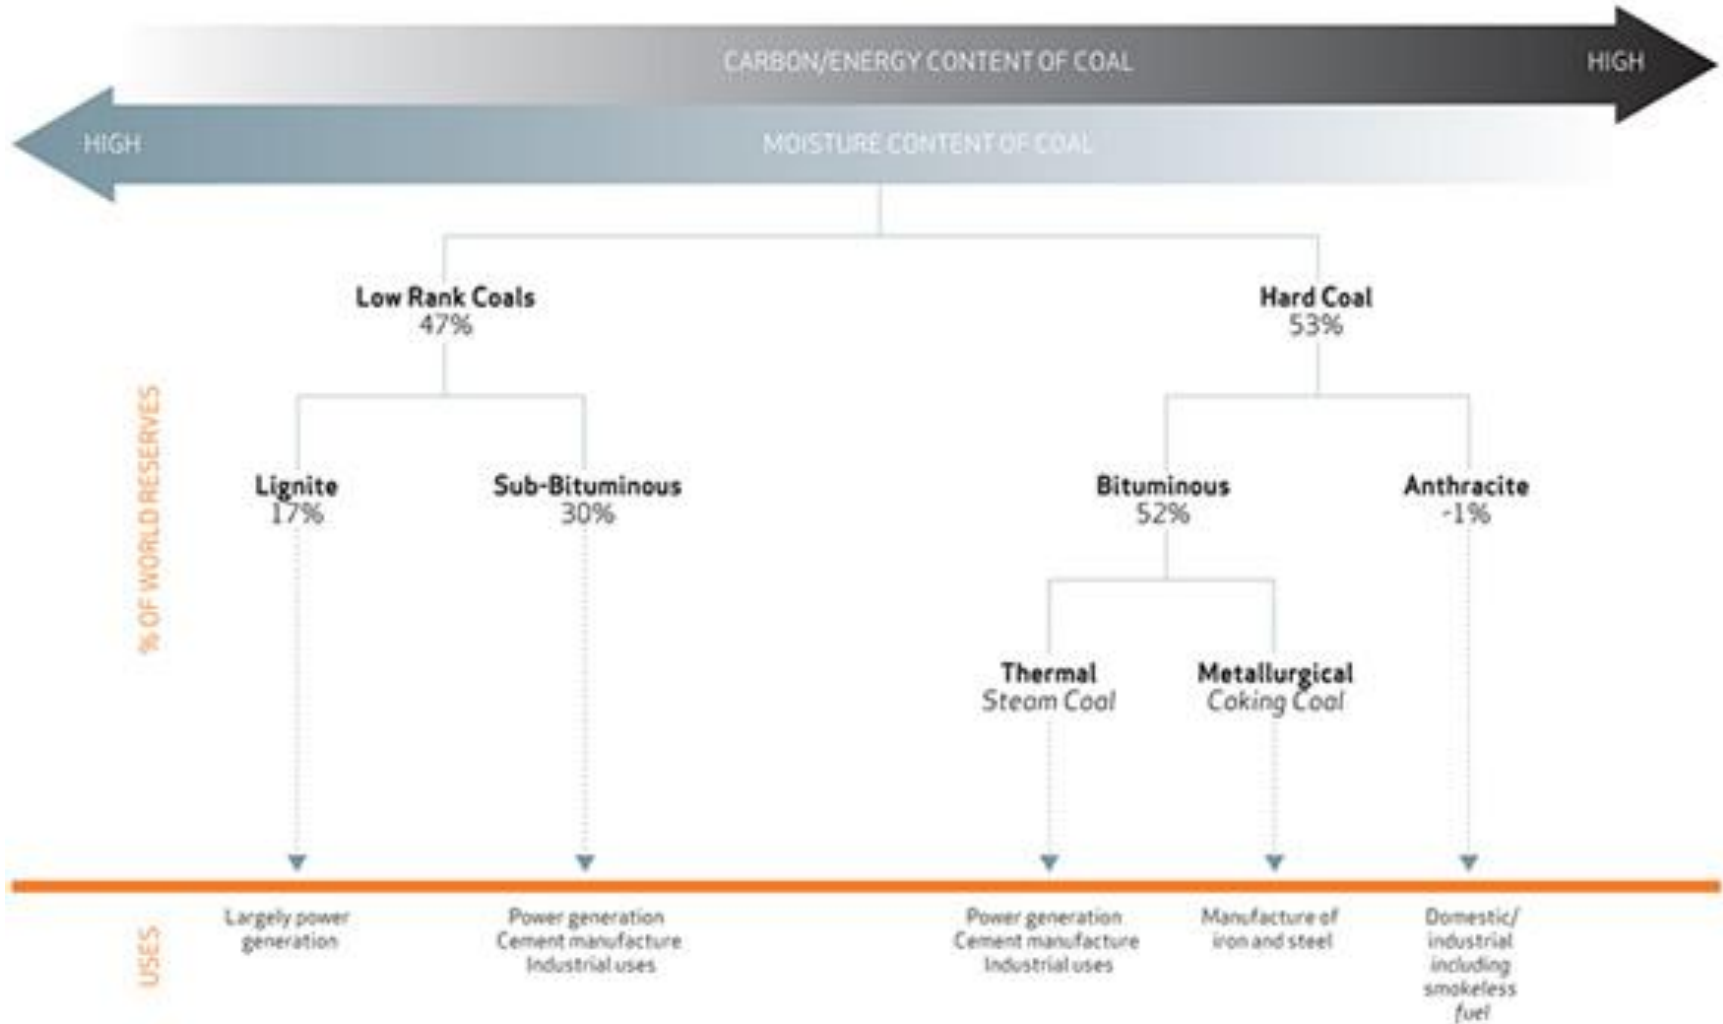 CARBON/ENERGY CONTENT OF COAL
HIGH
HIGH
MOISTURE CONTENT OF COAL
Low Rank Coals
47%
Hard Coal
53%
% OF WORLD RESERVES
Lignite
17%
Sub-Bituminous
30%
Bituminous
52%
Anthracite
-1%
Thermal
Steam Coal
Metallurgical
Coking Coal
USES
Largely power
generation
Power generation
Cement manufacture
Industrial uses
Power generation
Cement manufacture
Industrial uses
Manufacture of
iron and steel
Domestic/
industrial
including
smokeless
fuel